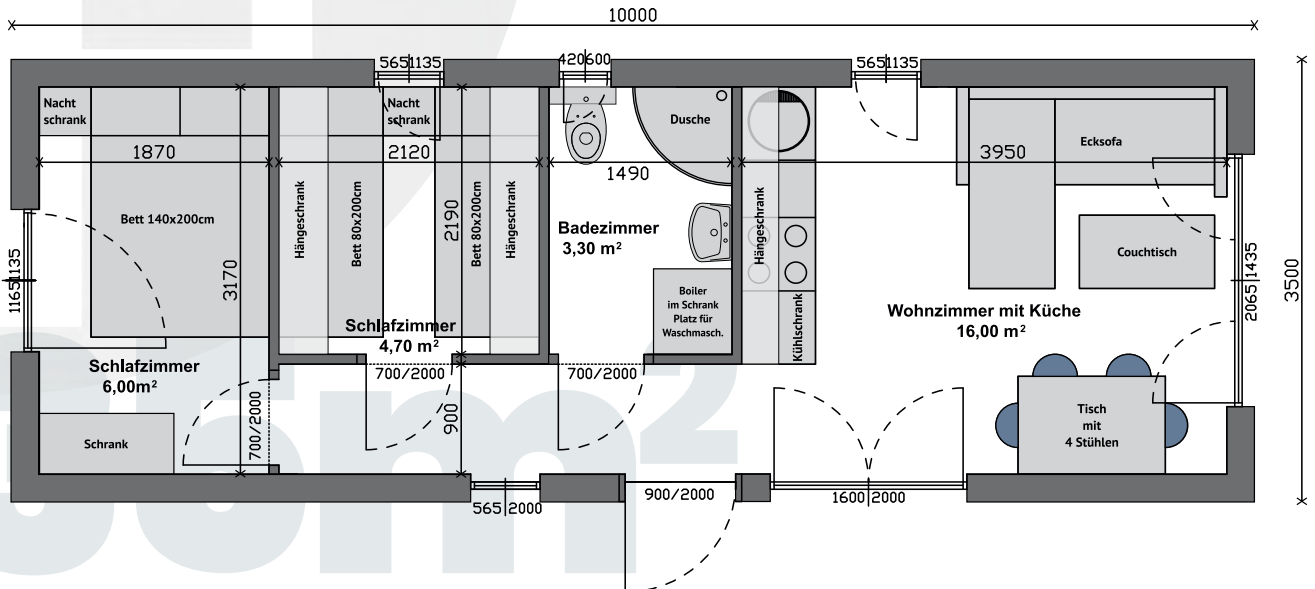 10000
565|1135
420|600
565|1135
Nacht
schrank
Nacht
schrank
Dusche
Ecksofa
1870
2120
1490
3950
Bett 140x200cm
Hängeschrank
Bett 80x200cm
2190
Bett 80x200cm
Hängeschrank
Hängeschrank
Badezimmer
3,30 m²
Couchtisch
1165|1135
3170
2065|1435
3500
Boiler
im Schrank
Platz für
Waschmasch.
Kühlschrank
Wohnzimmer mit Küche
16,00 m²
Schlafzimmer
4,70 m²
Schlafzimmer
6,00m²
700/2000
700/2000
700/2000
900
Schrank
Tisch
mit
4 Stühlen
35m²
565|2000
900/2000
1600|2000